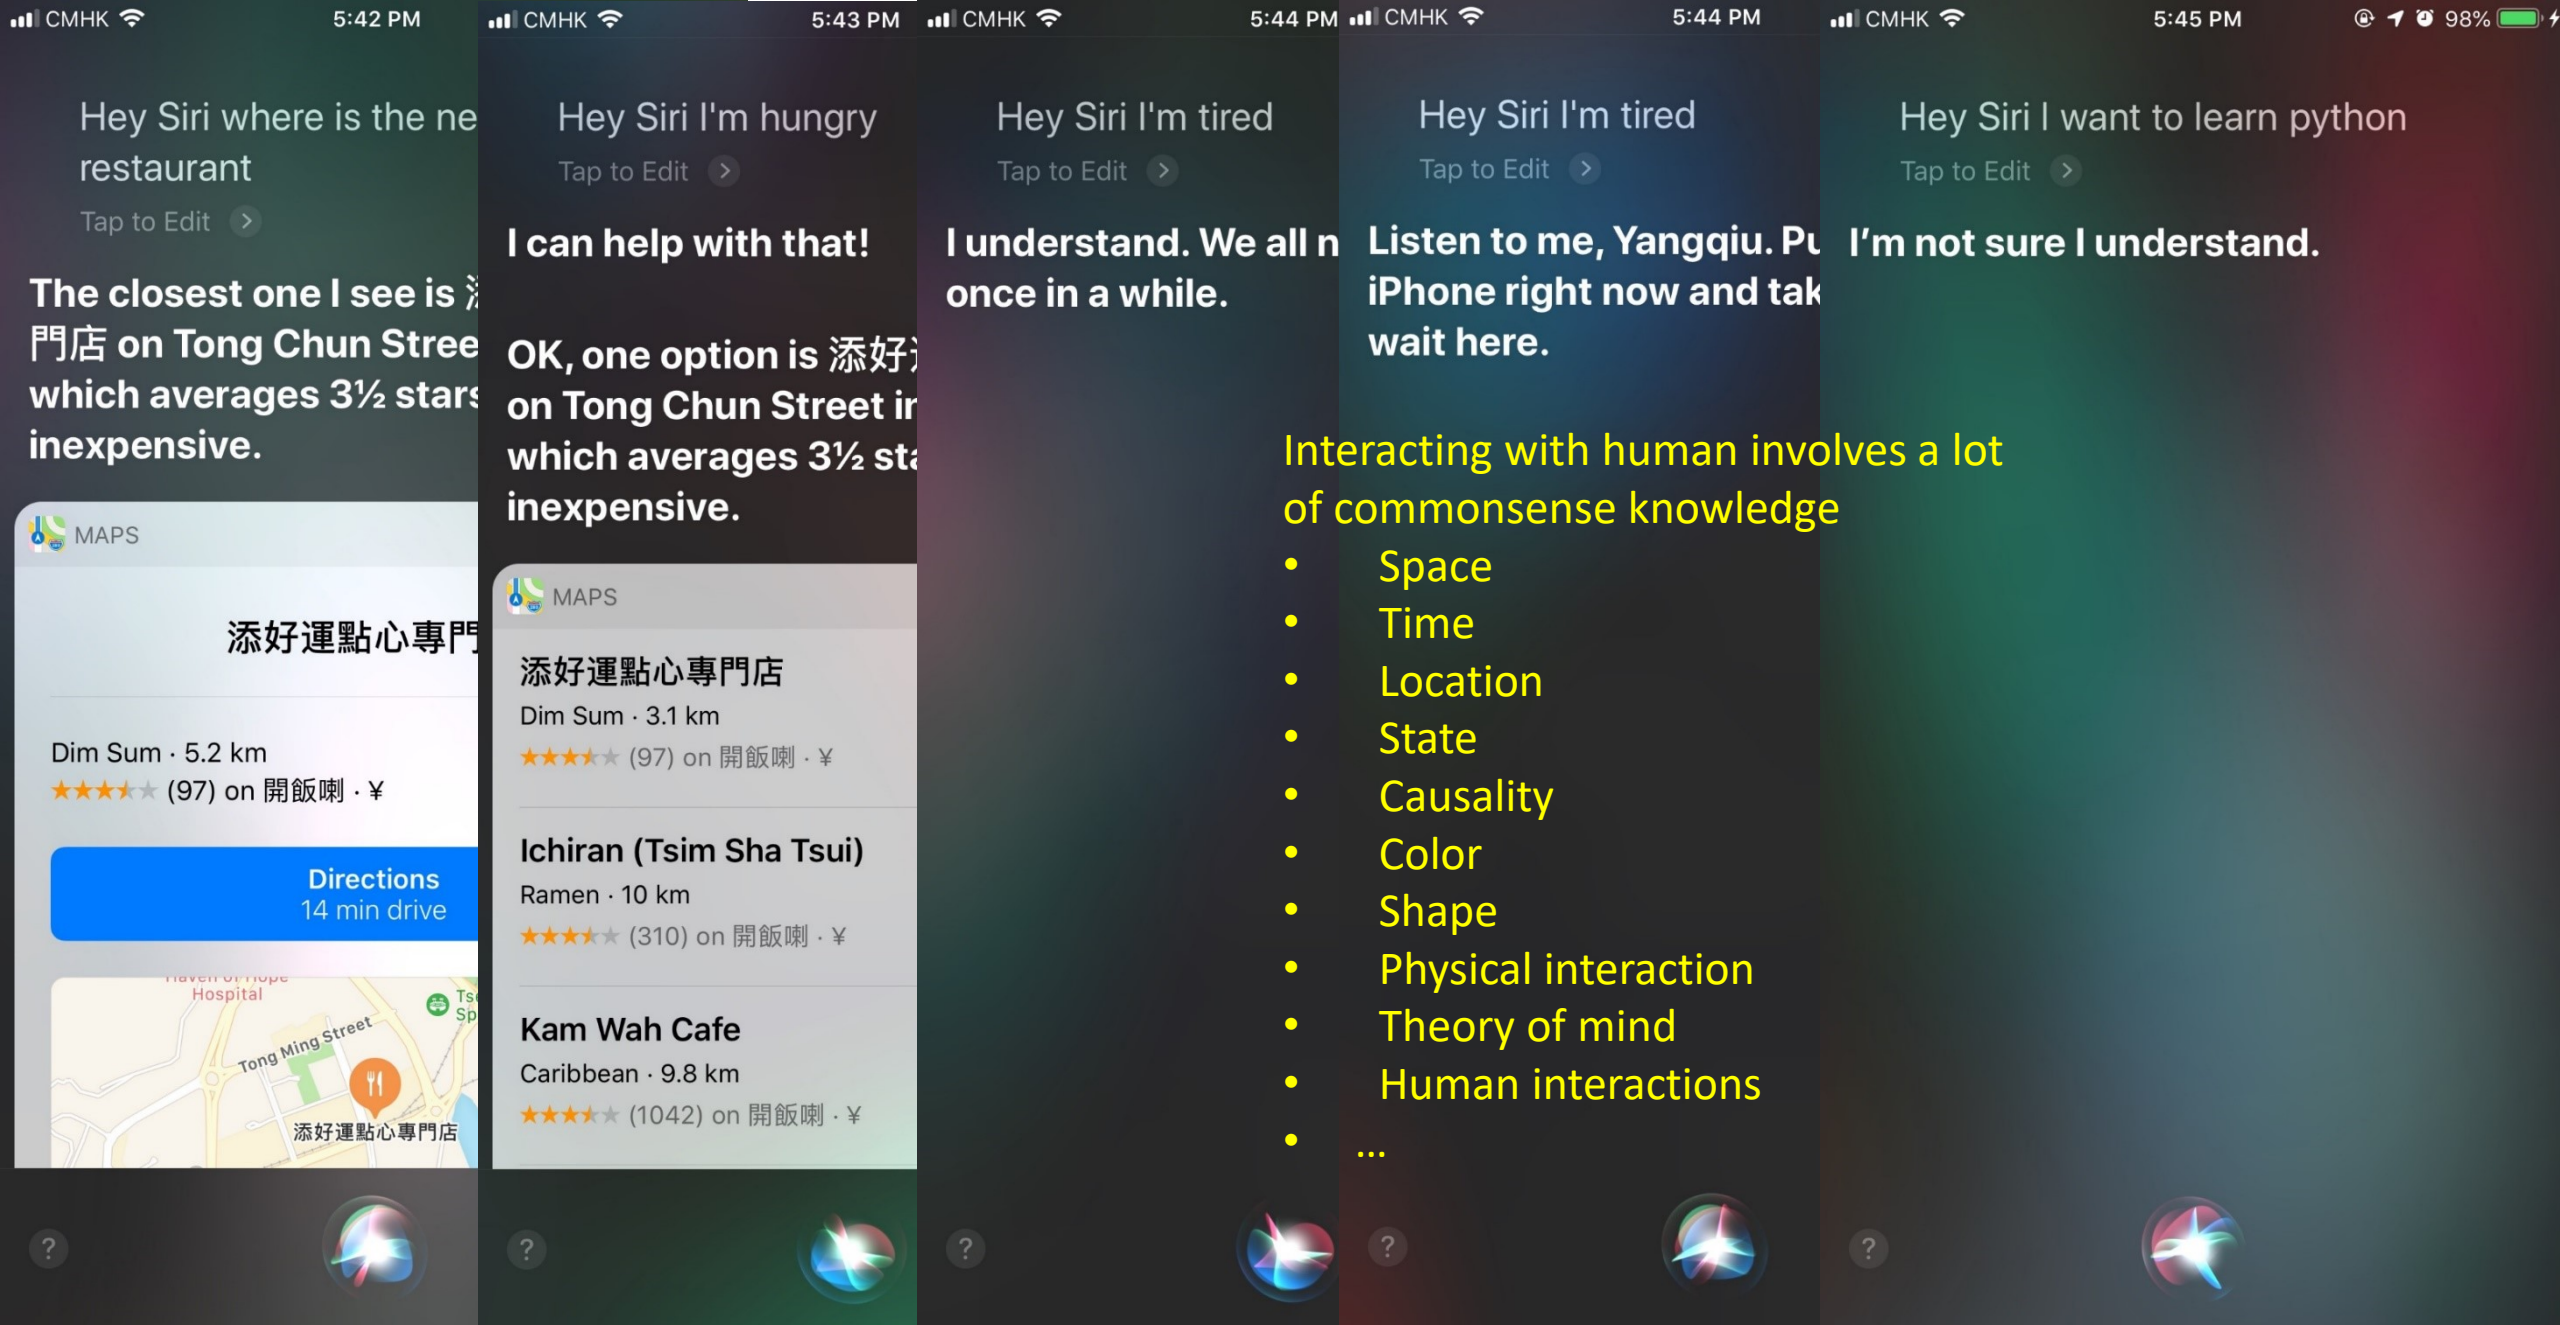 CMHK 5:42 PM
Hey Siri where is the ne
restaurant
Tap to Edit
The closest one I see is
門店 on Tong Chun Stree
which averages 3½ stars
inexpensive.
MAPS
添好運點心專門
Dim Sum · 5.2 km
(97) on 開飯喇 · ¥
Directions
14 min drive
Hospital
Tong Ming Street
添好運點心專門店
?
CMHK 5:43 PM
Hey Siri I'm hungry
Tap to Edit
I can help with that!
OK, one option is 添好
on Tong Chun Street in
which averages 3½ sta
inexpensive.
MAPS
添好運點心專門店
Dim Sum · 3.1 km
(97) on 開飯喇 · ¥
Ichiran (Tsim Sha Tsui)
Ramen · 10 km
(310) on 開飯喇 · ¥
Kam Wah Cafe
Caribbean · 9.8 km
(1042) on 開飯喇 · ¥
?
CMHK 5:44 PM
Hey Siri I'm tired
Tap to Edit
I understand. We all n
once in a while.
?
CMHK 5:44 PM
Hey Siri I'm tired
Tap to Edit
Listen to me, Yangqiu. Pu
iPhone right now and tak
wait here.
?
CMHK 5:45 PM 98%
Hey Siri I want to learn python
Tap to Edit
I'm not sure I understand.
?
Interacting with human involves a lot
of commonsense knowledge
• Space
• Time
• Location
• State
• Causality
• Color
• Shape
• Physical interaction
• Theory of mind
• Human interactions
• ...